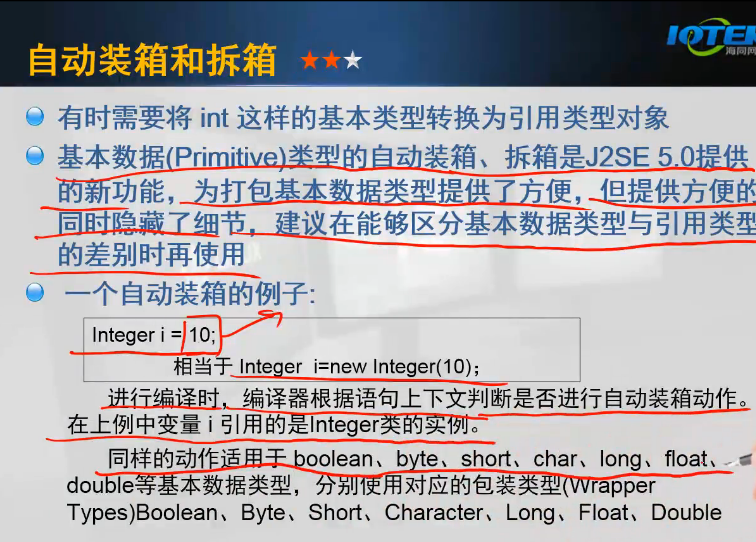 自动装箱和拆箱
IOTEK
海同网
有时需要将 int 这样的基本类型转换为引用类型对象
基本数据(Primitive)类型的自动装箱、拆箱是J2SE 5.0提供
的新功能，为打包基本数据类型提供了方便，但提供方便的
同时隐藏了细节，建议在能够区分基本数据类型与引用类型
的差别时再使用
一个自动装箱的例子:
Integer i = 10;
相当于 Integer i=new Integer(10)；
进行编译时，编译器根据语句上下文判断是否进行自动装箱动作。
在上例中变量 i 引用的是Integer类的实例。
同样的动作适用于 boolean、byte、short、char、long、float、
double等基本数据类型，分别使用对应的包装类型(Wrapper
Types)Boolean、Byte、Short、Character、Long、Float、Double